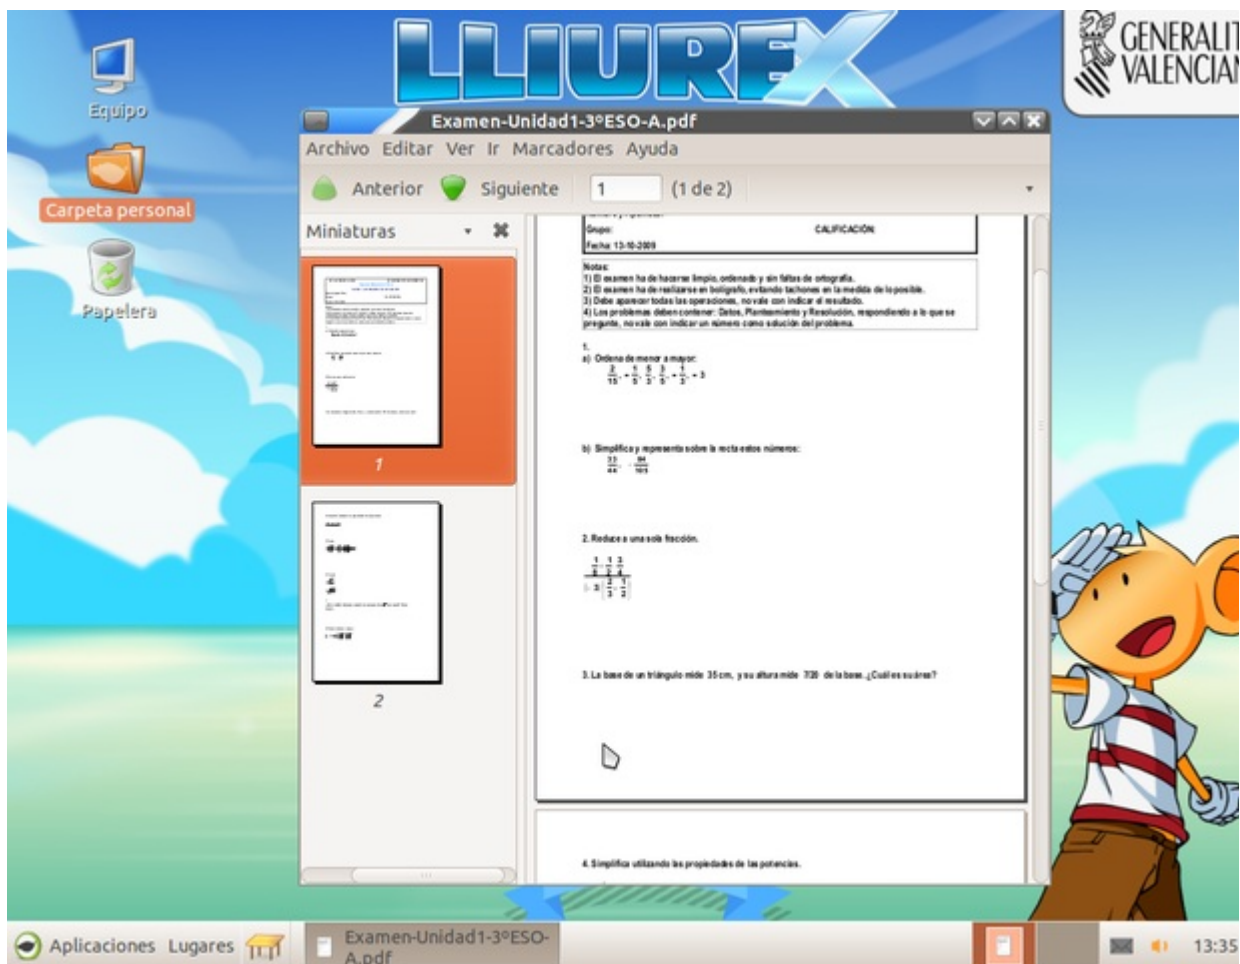 LLIUREX
GENERALIT
VALENCIAN
Equipo
Carpeta personal
Papelera
Examen-Unidad1-3ºESO-A.pdf
Archivo Editar Ver Ir Marcadores Ayuda
Anterior Siguiente 1 (1 de 2)
Miniaturas
1
2
Grupo: CALIFICACIÓN:
Fecha: 13-10-2009
Notas:
1) El examen ha de hacerse limpio, ordenado y sin faltas de ortografía.
2) El examen ha de realizarse en bolígrafo, evitando tachones en la medida de lo posible.
3) Debe aparecer todas las operaciones, no vale con indicar el resultado.
4) Los problemas deben contener: Datos, Planteamiento y Resolución, respondiendo a lo que se
pregunte, no vale con indicar un número como solución del problema.
1.
a) Ordena de menor a mayor:
b) Simplifica y representa sobre la recta estos números:
2. Reduce a una sola fracción.
3. La base de un triángulo mide 35 cm, y su altura mide 7/20 de la base. ¿Cuál es su área?
4. Simplifica utilizando las propiedades de las potencias.
Aplicaciones Lugares
Examen-Unidad1-3ºESO-
A.pdf
13:35